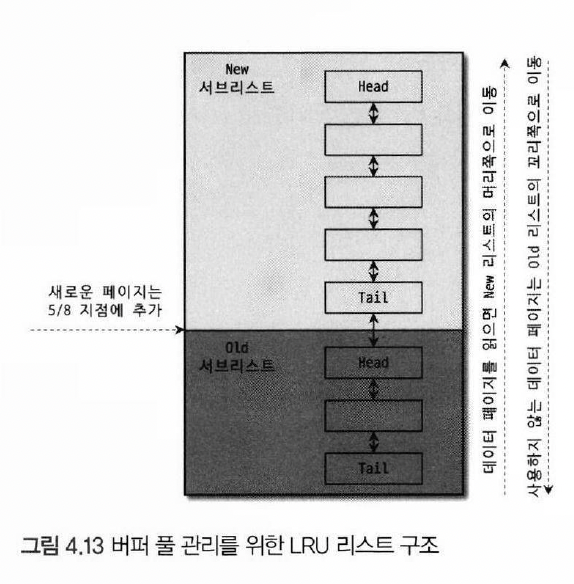 New
서브리스트
Head
새로운 페이지는
5/8 지점에 추가
Tail
Old
서브리스트
Head
Tail
데이터 페이지를 읽으면 New 리스트의 머리쪽으로 이동
사용하지 않는 데이터 페이지는 Old 리스트의 꼬리쪽으로 이동
그림 4.13 버퍼 풀 관리를 위한 LRU 리스트 구조